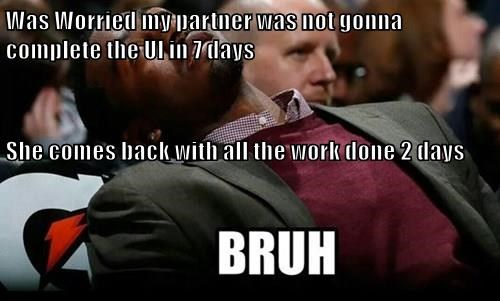 Was Worried my partner was not gonna
complete the UI in 7 days
She comes back with all the work done 2 days
BRUH